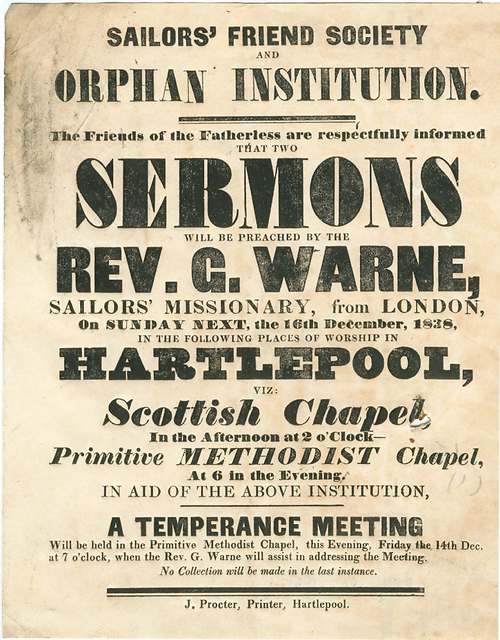 SAILORS' FRIEND SOCIETY
AND
ORPHAN INSTITUTION.
The Friends of the Fatherless are respectfully informed
THAT TWO
SERMONS
WILL BE PREACHED BY THE
REV. G. WARNE,
SAILORS' MISSIONARY, from LONDON,
On SUNDAY NEXT, the 16th December, 1838,
IN THE FOLLOWING PLACES OF WORSHIP IN
HARTLEPOOL,
VIZ:
Scottish Chapel
In the Afternoon at 2 o'Clock—
Primitive METHODIST Chapel,
At 6 in the Evening.
IN AID OF THE ABOVE INSTITUTION,
A TEMPERANCE MEETING
Will be held in the Primitive Methodist Chapel, this Evening, Friday the 14th Dec.
at 7 o'clock, when the Rev. G. Warne will assist in addressing the Meeting.
No Collection will be made in the last instance.
J. Procter, Printer, Hartlepool.